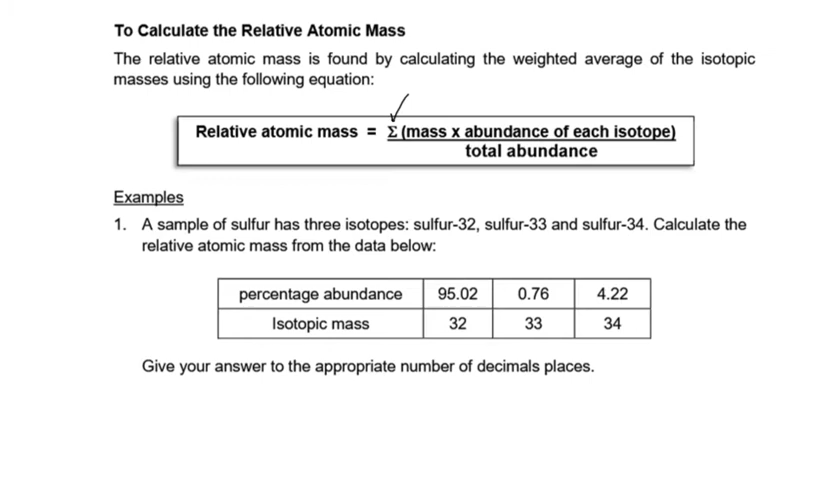 To Calculate the Relative Atomic Mass
The relative atomic mass is found by calculating the weighted average of the isotopic
masses using the following equation:
Relative atomic mass = Σ (mass x abundance of each isotope)
total abundance
Examples
1. A sample of sulfur has three isotopes: sulfur-32, sulfur-33 and sulfur-34. Calculate the
relative atomic mass from the data below:
percentage abundance 95.02 0.76 4.22
Isotopic mass 32 33 34
Give your answer to the appropriate number of decimals places.